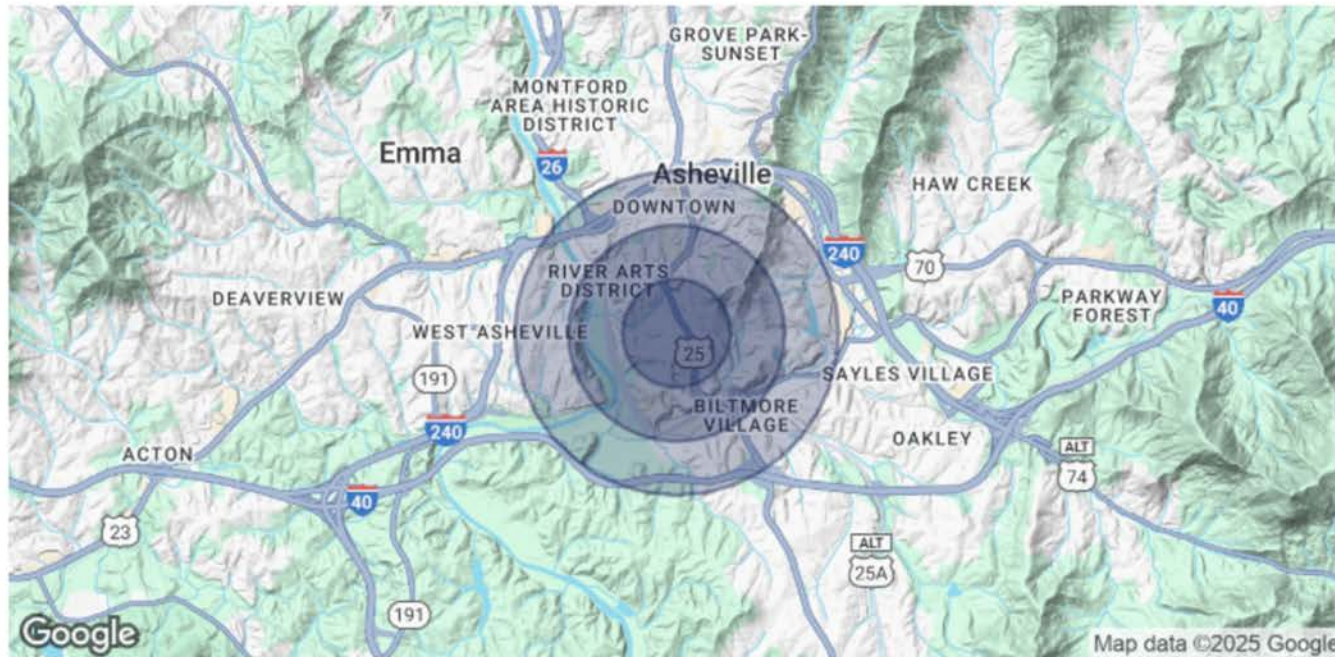 GROVE PARK-
SUNSET
MONTFORD
AREA HISTORIC
DISTRICT
Emma
26
Asheville
HAW CREEK
DOWNTOWN
240
70
RIVER ARTS
DISTRICT
DEAVERVIEW
PARKWAY
FOREST
40
WEST ASHEVILLE
25
191
SAYLES VILLAGE
BILTMORE
VILLAGE
240
OAKLEY
ACTON
ALT
74
40
23
ALT
25A
191
Google
Map data ©2025 Google